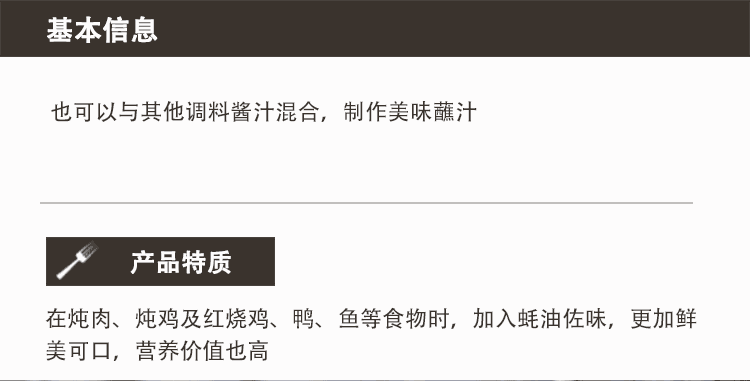 基本信息
也可以与其他调料酱汁混合，制作美味蘸汁
产品特质
在炖肉、炖鸡及红烧鸡、鸭、鱼等食物时，加入蚝油佐味，更加鲜
美可口，营养价值也高